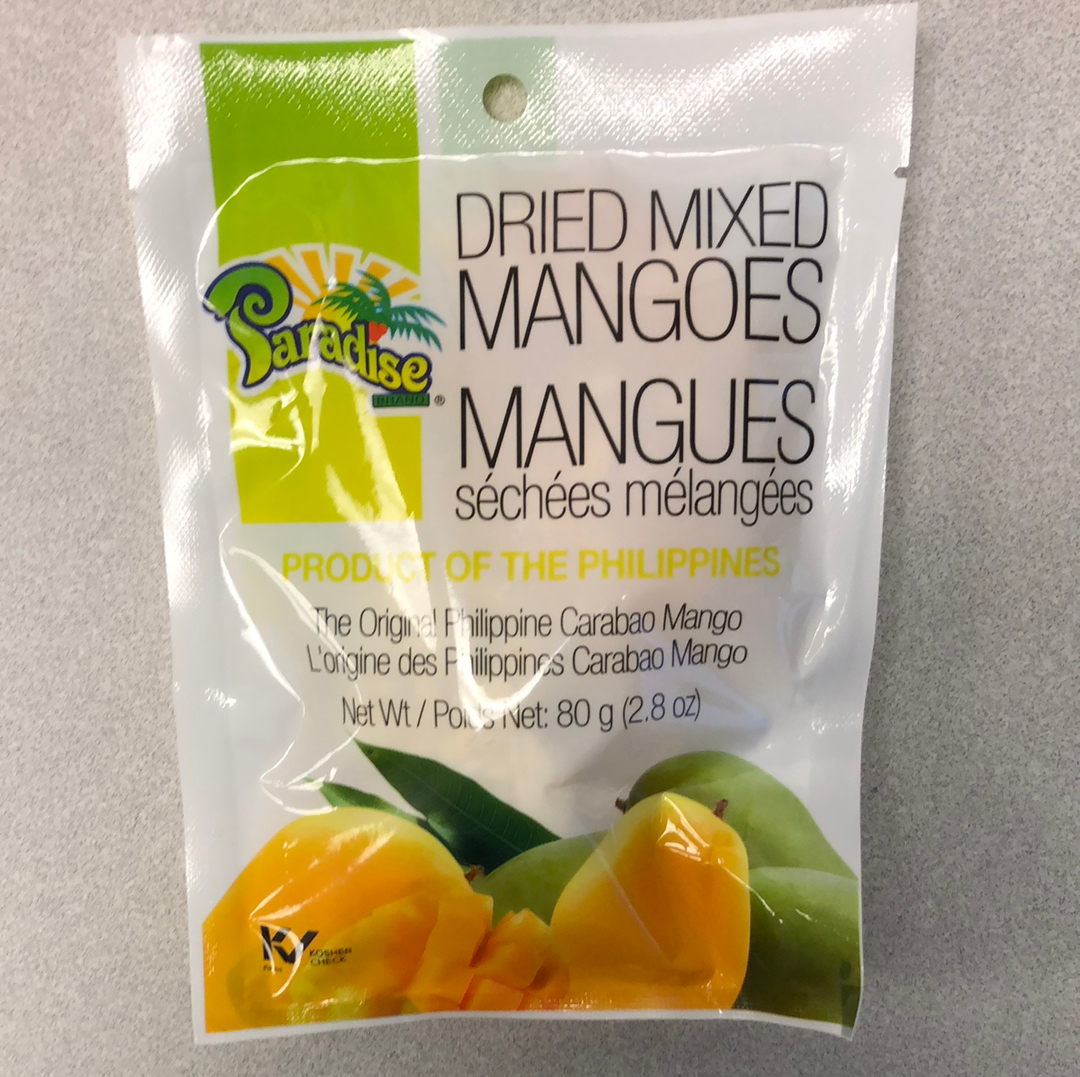 Paradise
BRAND ®
DRIED MIXED
MANGOES
MANGUES
séchées mélangées
PRODUCT OF THE PHILIPPINES
The Original Philippine Carabao Mango
L'origine des Philippines Carabao Mango
Net Wt / Poids Net: 80 g (2.8 oz)
KOSHER
CHECK